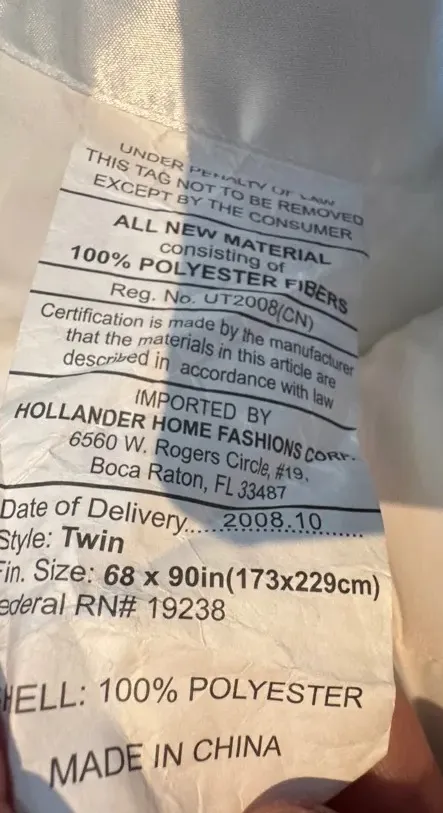 UNDER PENALTY OF LAW
THIS TAG NOT TO BE REMOVED
EXCEPT BY THE CONSUMER
ALL NEW MATERIAL
consisting of
100% POLYESTER FIBERS
Reg. No. UT2008(CN)
Certification is made by the manufacturer
that the materials in this article are
described in accordance with law
IMPORTED BY
HOLLANDER HOME FASHIONS CORP.
6560 W. Rogers Circle, #19,
Boca Raton, FL 33487
Date of Delivery....2008.10......
Style: Twin
Fin. Size: 68 x 90in(173x229cm)
ederal RN# 19238
HELL: 100% POLYESTER
MADE IN CHINA